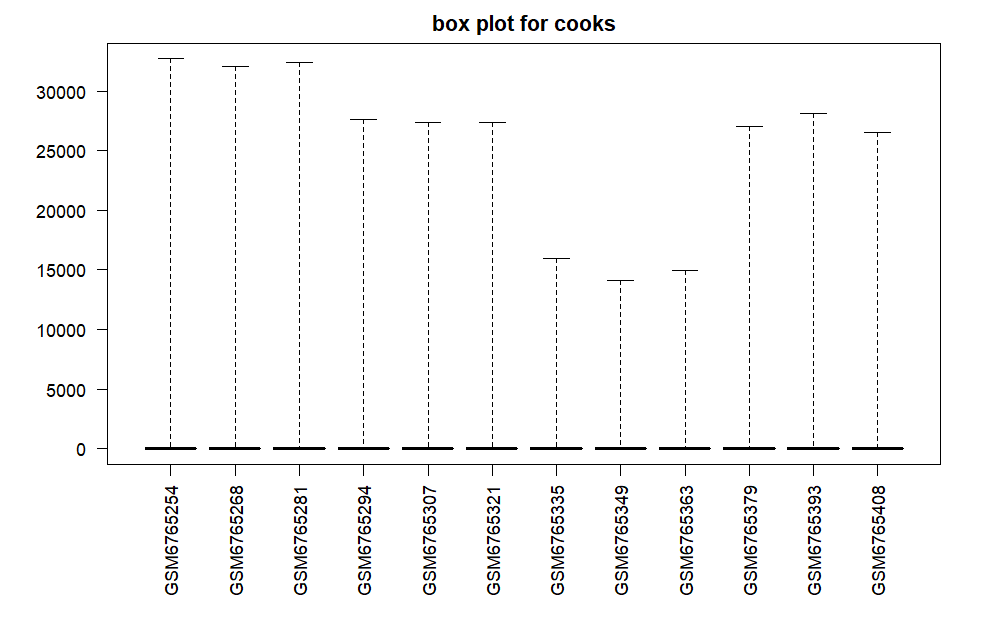 box plot for cooks
30000
25000
20000
15000
10000
5000
0
GSM6765254
GSM6765268
GSM6765281
GSM6765294
GSM6765307
GSM6765321
GSM6765335
GSM6765349
GSM6765363
GSM6765379
GSM6765393
GSM6765408